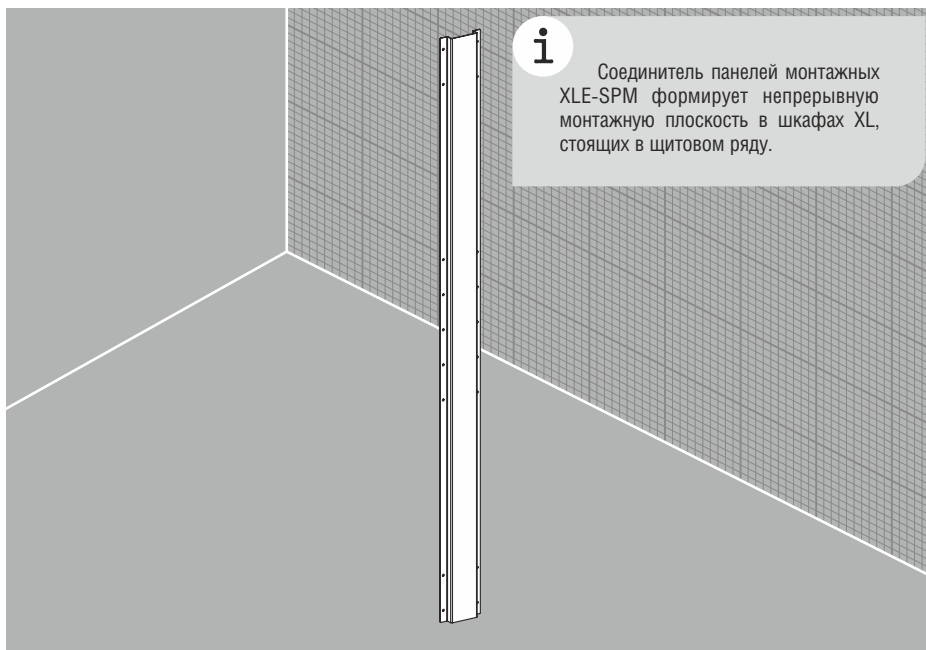 i
Соединитель панелей монтажных
XLE-SPM формирует непрерывную
монтажную плоскость в шкафах XL,
стоящих в щитовом ряду.